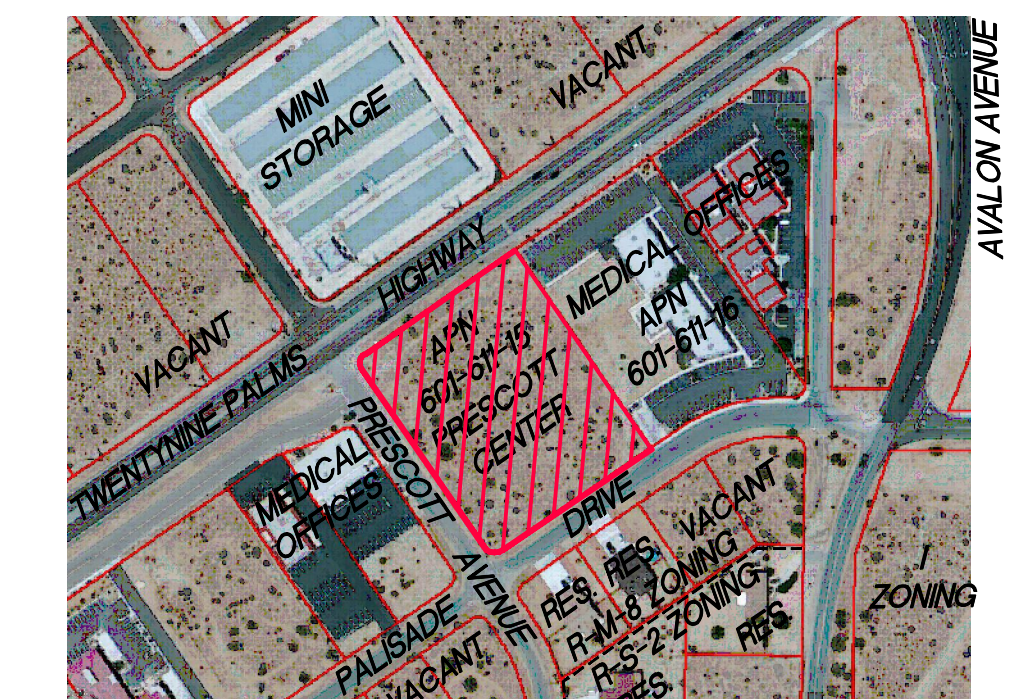 AVALON AVENUE
VACANT
MINI
STORAGE
MEDICAL OFFICES
APN
601-611-16
TWENTYNINE PALMS HIGHWAY
VACANT
APN
601-611-15
PRESCOTT
CENTER
PRESCOTT AVENUE
MEDICAL
OFFICES
PALISADE DRIVE
VACANT
RES.
RES.
VACANT
R-M-8 ZONING
R-S-2 ZONING
RES.
RES.
I
ZONING